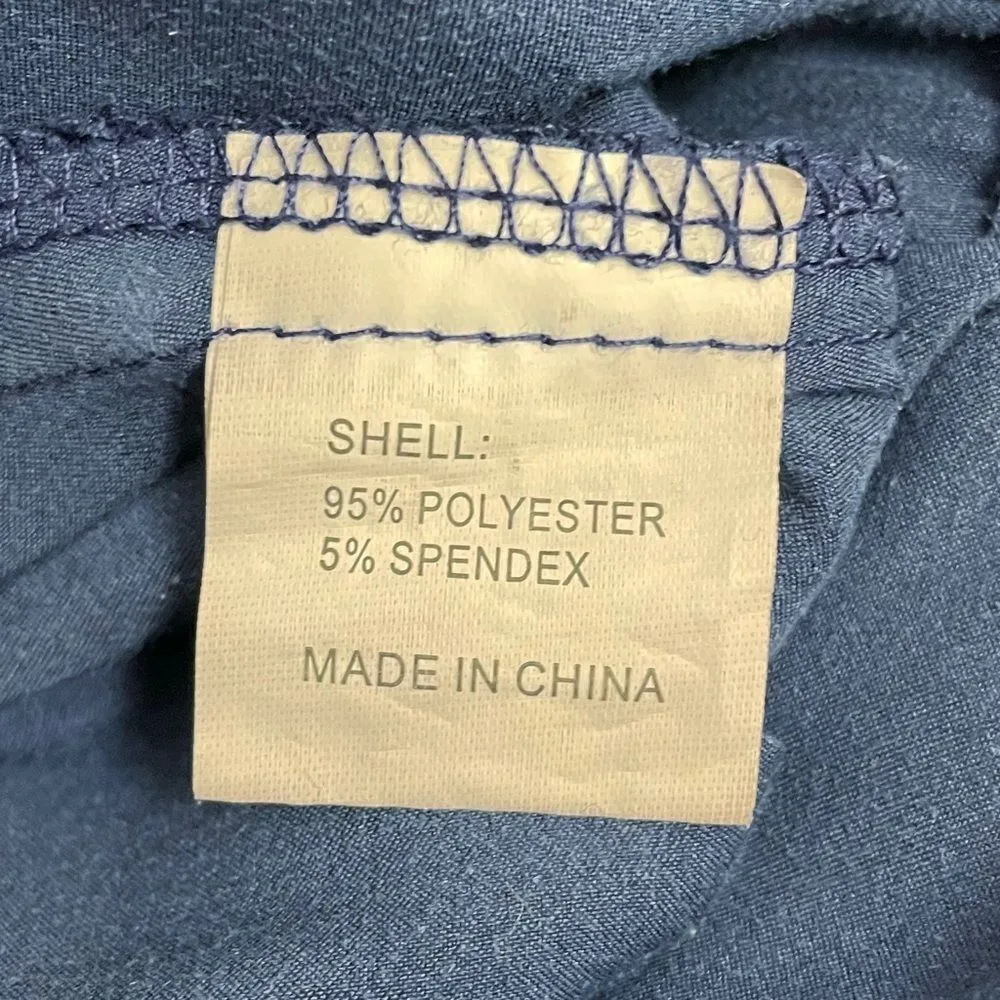 SHELL:
95% POLYESTER
5% SPENDEX
MADE IN CHINA